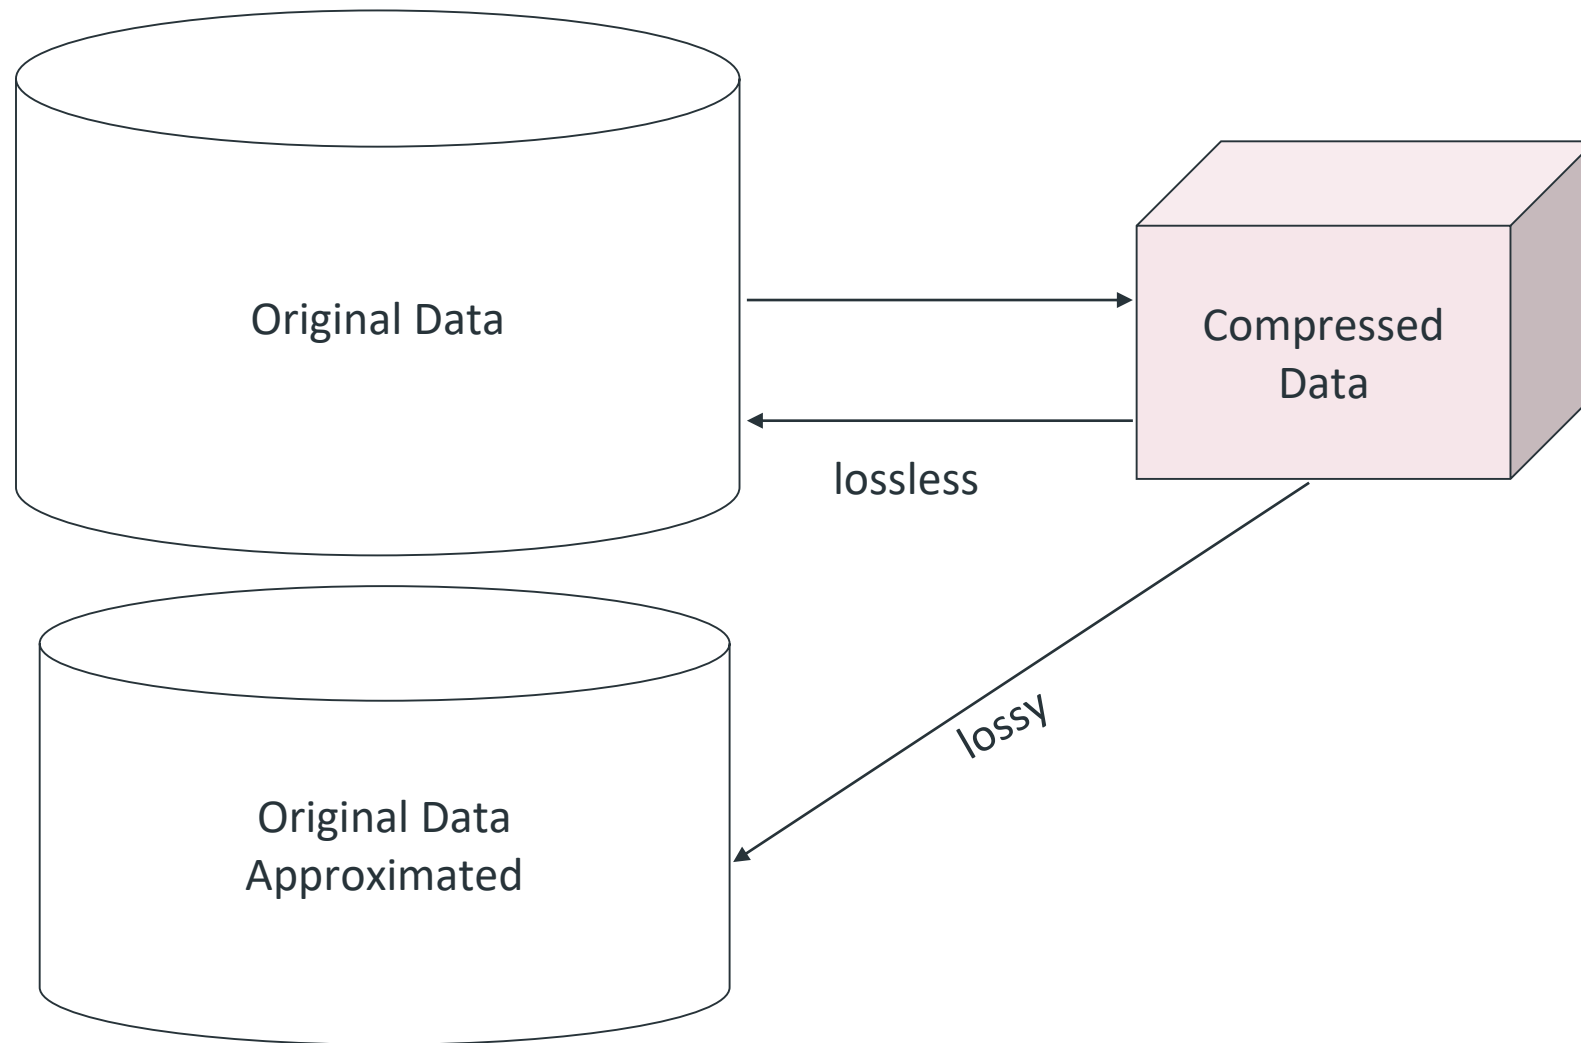 Original Data
Compressed
Data
lossless
lossy
Original Data
Approximated